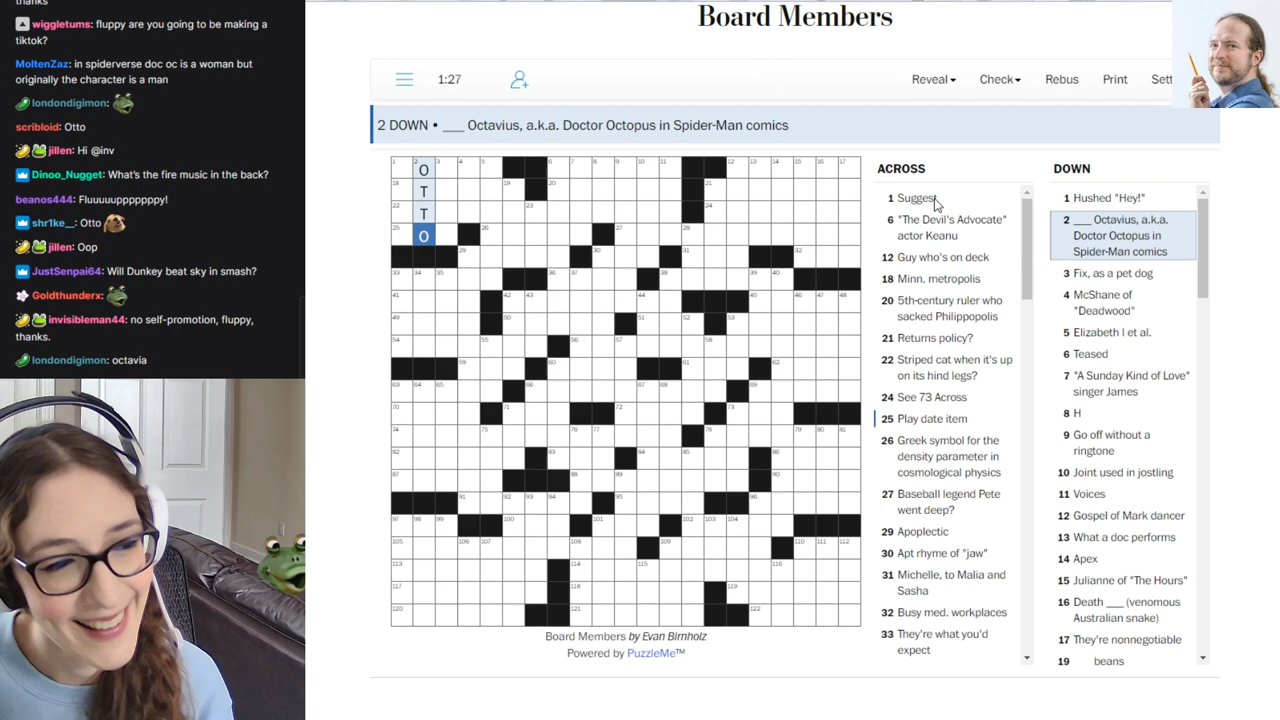 thanks
wiggletums: fluppy are you going to be making a
tiktok?
MoltenZaz: in spiderverse doc oc is a woman but
originally the character is a man
londondigimon:
scribloid: Otto
jillen: Hi @inv
Dinoo_Nugget: What's the fire music in the back?
beanos444: Fluuuuuppppppy!
shr1ke__: Otto
jillen: Oop
JustSenpai64: Will Dunkey beat sky in smash?
Goldthunderx:
invisibleman44: no self-promotion, fluppy,
thanks.
londondigimon: octavia
Board Members
1:27
Reveal Check Rebus Print Sett
2 DOWN • ___ Octavius, a.k.a. Doctor Octopus in Spider-Man comics
O
T
T
O
Board Members by Evan Birnholz
Powered by PuzzleMe™
ACROSS
1 Suggest
6 "The Devil's Advocate"
actor Keanu
12 Guy who's on deck
18 Minn. metropolis
20 5th-century ruler who
sacked Philippopolis
21 Returns policy?
22 Striped cat when it's up
on its hind legs?
24 See 73 Across
25 Play date item
26 Greek symbol for the
density parameter in
cosmological physics
27 Baseball legend Pete
went deep?
29 Apoplectic
30 Apt rhyme of "jaw"
31 Michelle, to Malia and
Sasha
32 Busy med. workplaces
33 They're what you'd
expect
DOWN
1 Hushed "Hey!"
2 ___ Octavius, a.k.a.
Doctor Octopus in
Spider-Man comics
3 Fix, as a pet dog
4 McShane of
"Deadwood"
5 Elizabeth I et al.
6 Teased
7 "A Sunday Kind of Love"
singer James
8 H
9 Go off without a
ringtone
10 Joint used in jostling
11 Voices
12 Gospel of Mark dancer
13 What a doc performs
14 Apex
15 Julianne of "The Hours"
16 Death ___ (venomous
Australian snake)
17 They're nonnegotiable
19 beans